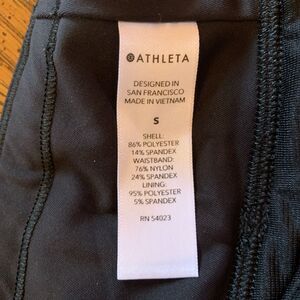 ATHLETA
DESIGNED IN
SAN FRANCISCO
MADE IN VIETNAM
S
SHELL:
86% POLYESTER
14% SPANDEX
WAISTBAND:
76% NYLON
24% SPANDEX
LINING:
95% POLYESTER
5% SPANDEX
RN 54023